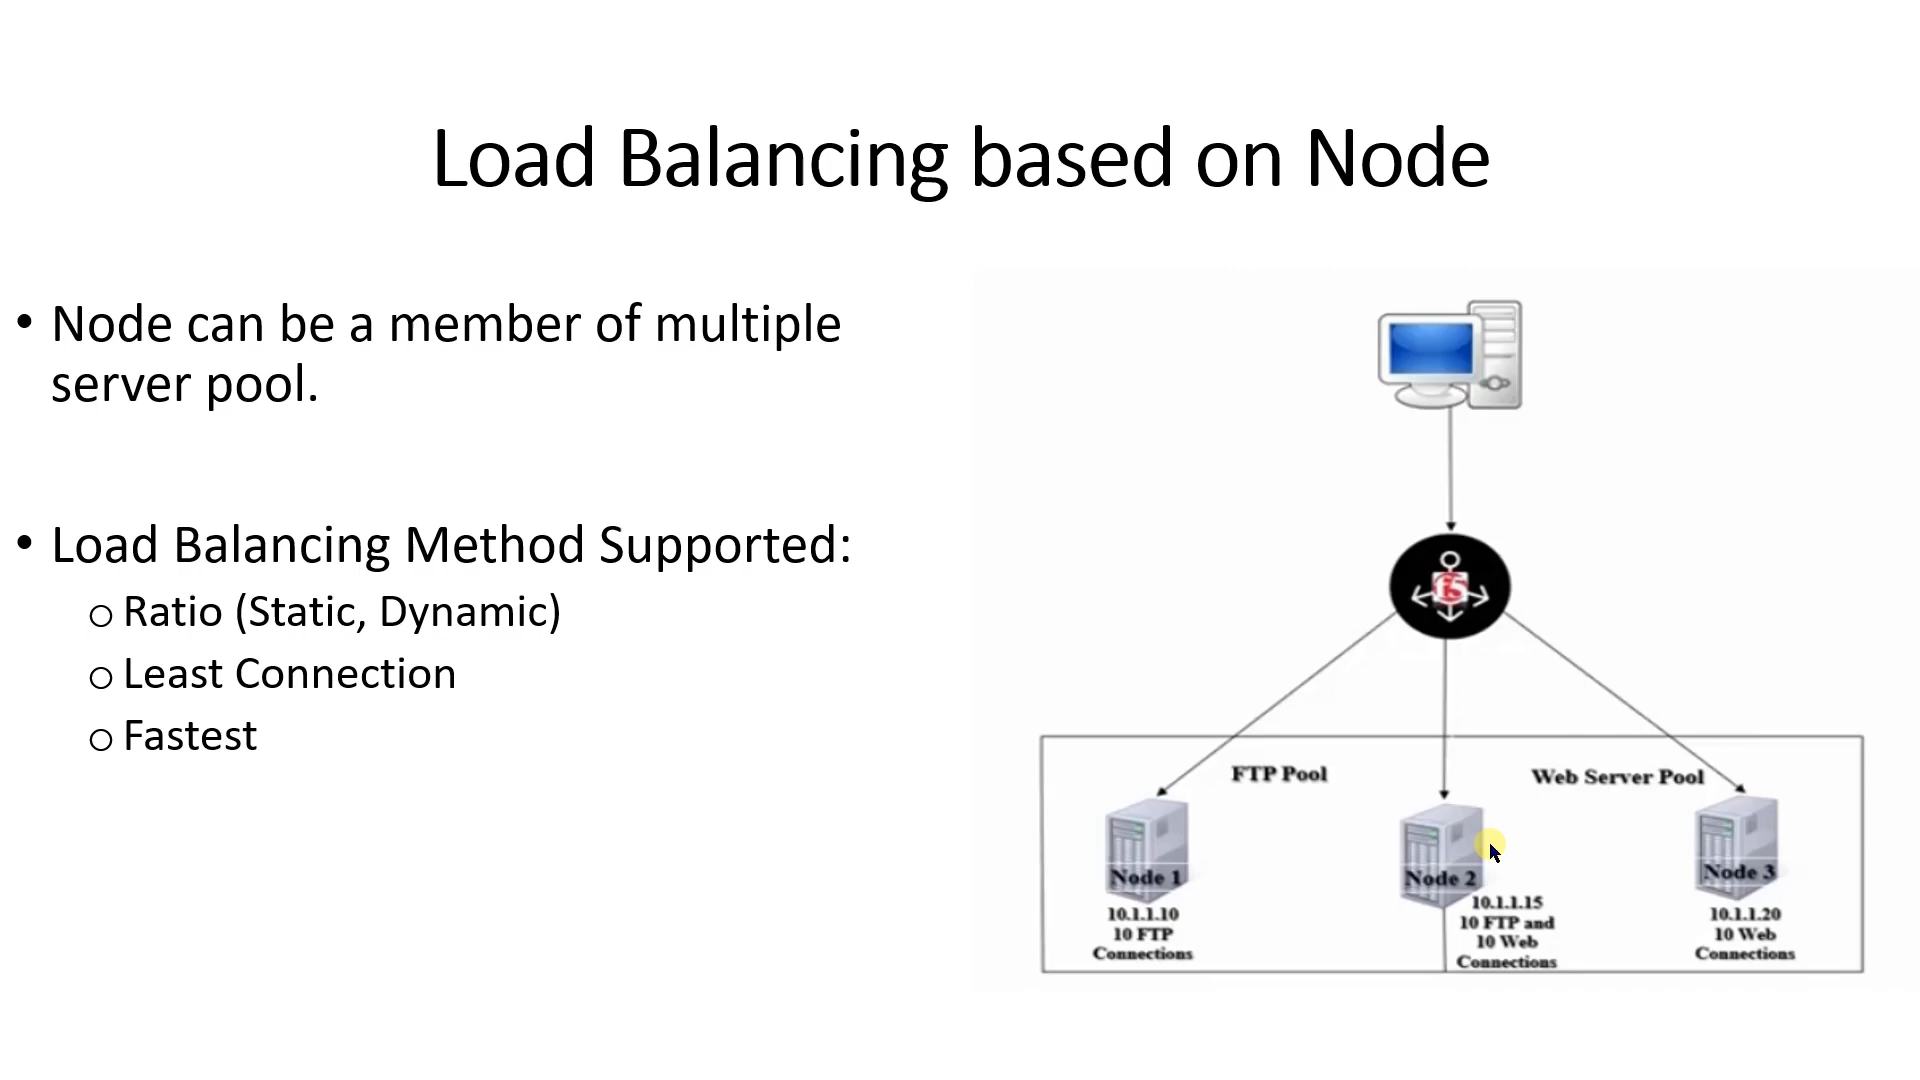 Load Balancing based on Node
• Node can be a member of multiple
server pool.
• Load Balancing Method Supported:
o Ratio (Static, Dynamic)
o Least Connection
o Fastest
f5
FTP Pool
Web Server Pool
Node 1
10.1.1.10
10 FTP
Connections
Node 2
10.1.1.15
10 FTP and
10 Web
Connections
Node 3
10.1.1.20
10 Web
Connections